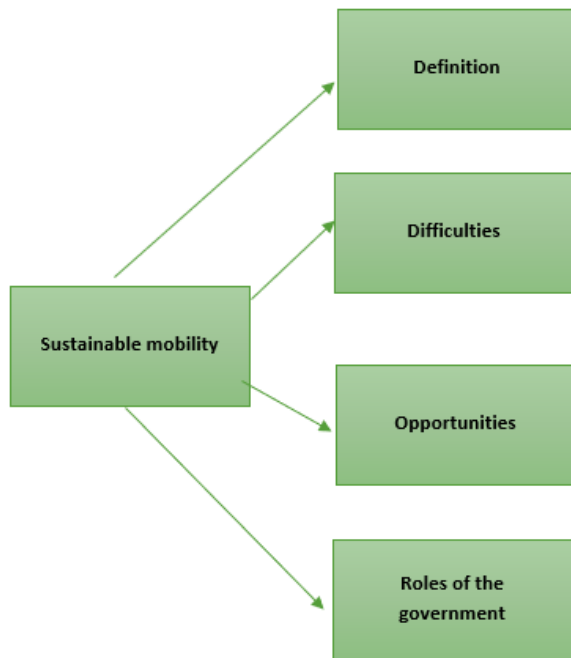 Definition
Difficulties
Sustainable mobility
Opportunities
Roles of the
government